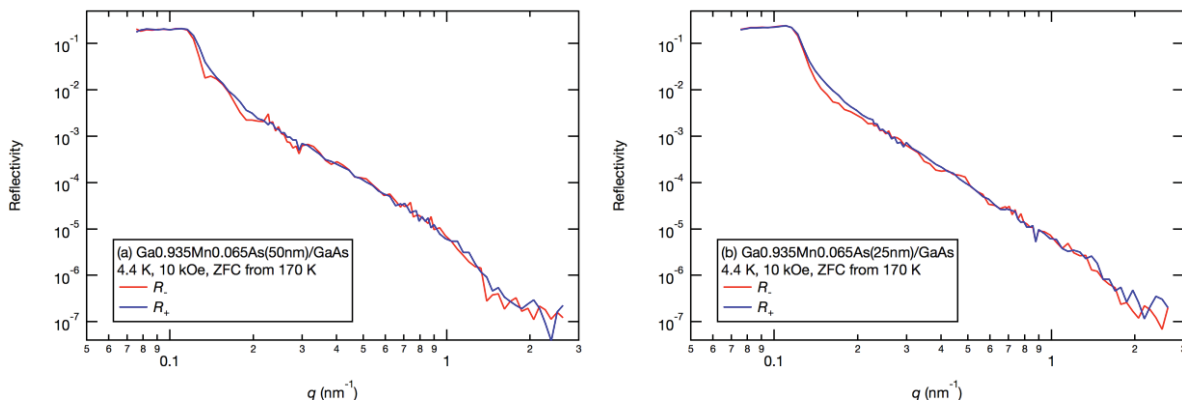 Reflectivity
10-1
10-2
10-3
10-4
10-5
10-6
10-7
(a) Ga0.935Mn0.065As(50nm)/GaAs
4.4 K, 10 kOe, ZFC from 170 K
R-
R+
5 6 7 8 9 2 3 4 5 6 7 8 9 2 3
0.1 1
q (nm-1)
Reflectivity
10-1
10-2
10-3
10-4
10-5
10-6
10-7
(b) Ga0.935Mn0.065As(25nm)/GaAs
4.4 K, 10 kOe, ZFC from 170 K
R-
R+
5 6 7 8 9 2 3 4 5 6 7 8 9 2 3
0.1 1
q (nm-1)